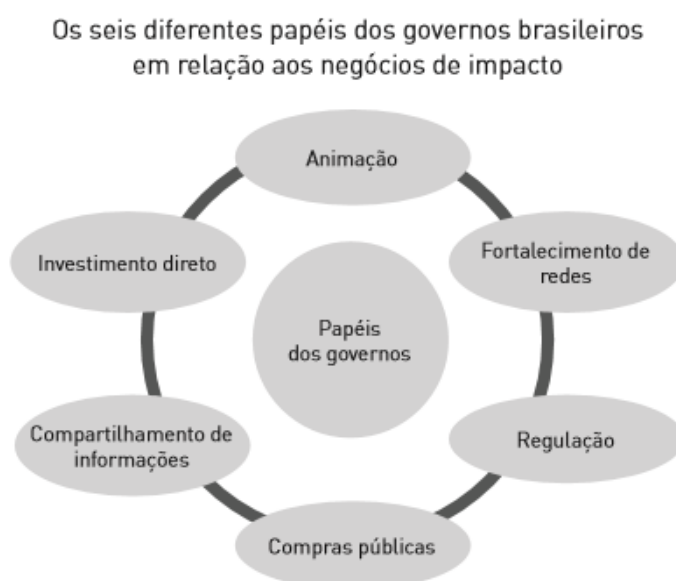 Os seis diferentes papéis dos governos brasileiros
em relação aos negócios de impacto
Animação
Fortalecimento de
redes
Regulação
Compras públicas
Compartilhamento de
informações
Investimento direto
Papéis
dos governos